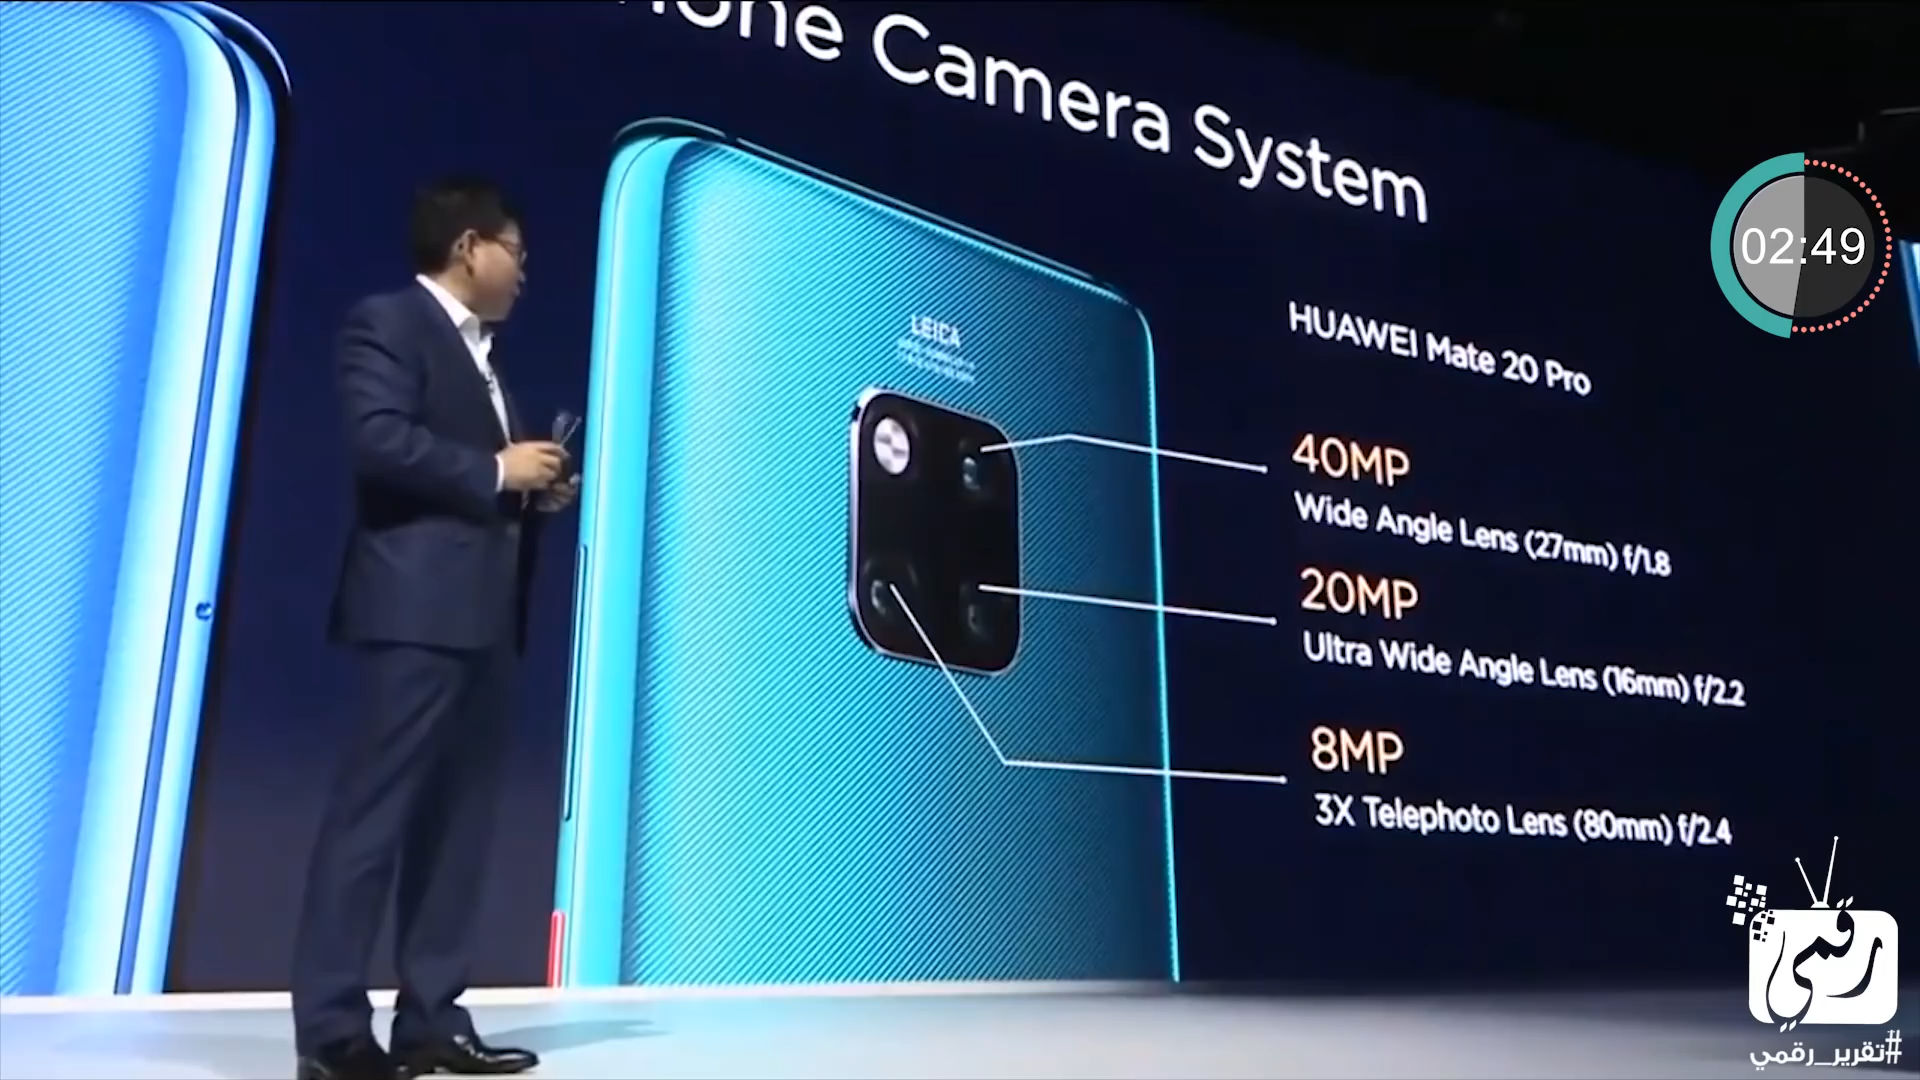 Camera System
02:49
LEICA
HUAWEI Mate 20 Pro
40MP
Wide Angle Lens (27mm) f/1.8
20MP
Ultra Wide Angle Lens (16mm) f/2.2
8MP
3X Telephoto Lens (80mm) f/2.4
رقمي
#تقرير_رقمي